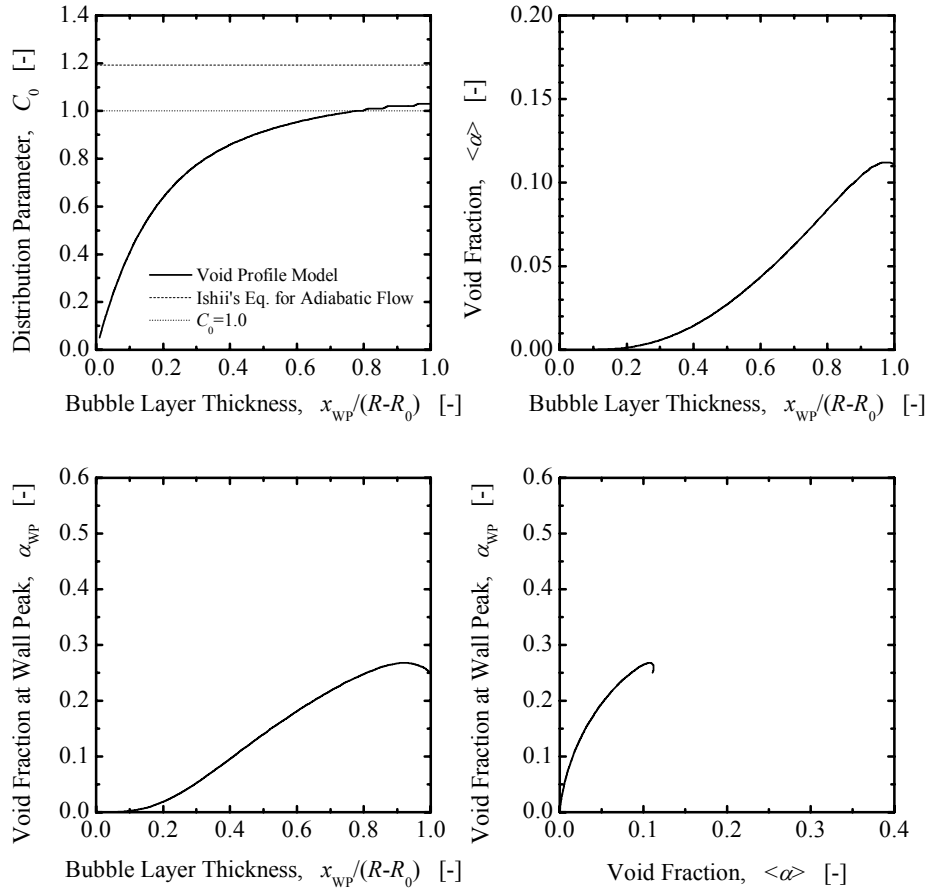 Distribution Parameter, C0 [-]
1.4
1.2
1.0
0.8
0.6
0.4
0.2
0.0
Void Profile Model
Ishii's Eq. for Adiabatic Flow
C0=1.0
0.0 0.2 0.4 0.6 0.8 1.0
Bubble Layer Thickness, xWP/(R-R0) [-]
Void Fraction, <α> [-]
0.20
0.15
0.10
0.05
0.00
0.0 0.2 0.4 0.6 0.8 1.0
Bubble Layer Thickness, xWP/(R-R0) [-]
Void Fraction at Wall Peak, αWP [-]
0.6
0.5
0.4
0.3
0.2
0.1
0.0
0.0 0.2 0.4 0.6 0.8 1.0
Bubble Layer Thickness, xWP/(R-R0) [-]
Void Fraction at Wall Peak, αWP [-]
0.6
0.5
0.4
0.3
0.2
0.1
0.0
0.0 0.1 0.2 0.3 0.4
Void Fraction, <α> [-]